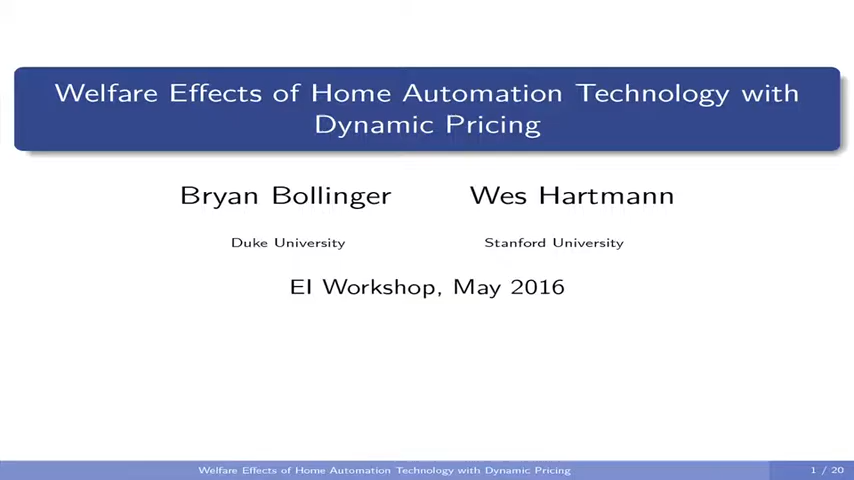 Welfare Effects of Home Automation Technology with
Dynamic Pricing
Bryan Bollinger Wes Hartmann
Duke University Stanford University
EI Workshop, May 2016
Welfare Effects of Home Automation Technology with Dynamic Pricing 1 / 20